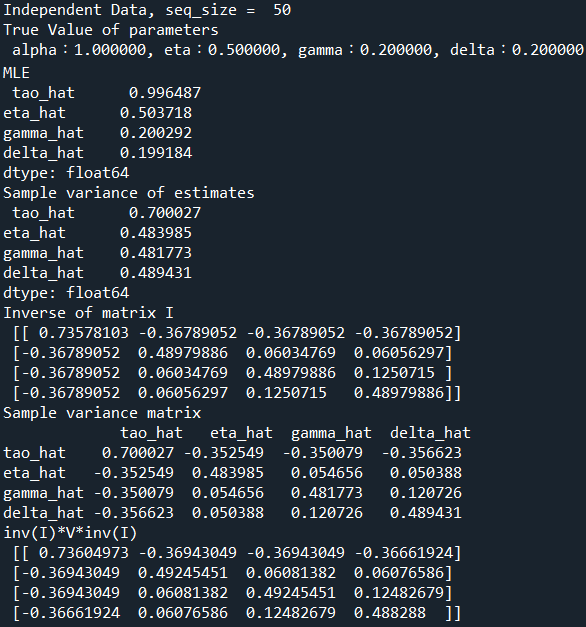 Independent Data, seq_size =  50
True Value of parameters
 alpha：1.000000, eta：0.500000, gamma：0.200000, delta：0.200000
MLE
 tao_hat      0.996487
eta_hat      0.503718
gamma_hat    0.200292
delta_hat    0.199184
dtype: float64
Sample variance of estimates
 tao_hat      0.700027
eta_hat      0.483985
gamma_hat    0.481773
delta_hat    0.489431
dtype: float64
Inverse of matrix I
 [[ 0.73578103 -0.36789052 -0.36789052 -0.36789052]
 [-0.36789052  0.48979886  0.06034769  0.06056297]
 [-0.36789052  0.06034769  0.48979886  0.1250715 ]
 [-0.36789052  0.06056297  0.1250715   0.48979886]]
Sample variance matrix
            tao_hat   eta_hat  gamma_hat  delta_hat
tao_hat    0.700027 -0.352549  -0.350079  -0.356623
eta_hat   -0.352549  0.483985   0.054656   0.050388
gamma_hat -0.350079  0.054656   0.481773   0.120726
delta_hat -0.356623  0.050388   0.120726   0.489431
inv(I)*V*inv(I)
 [[ 0.73604973 -0.36943049 -0.36943049 -0.36661924]
 [-0.36943049  0.49245451  0.06081382  0.06076586]
 [-0.36943049  0.06081382  0.49245451  0.12482679]
 [-0.36661924  0.06076586  0.12482679  0.488288  ]]